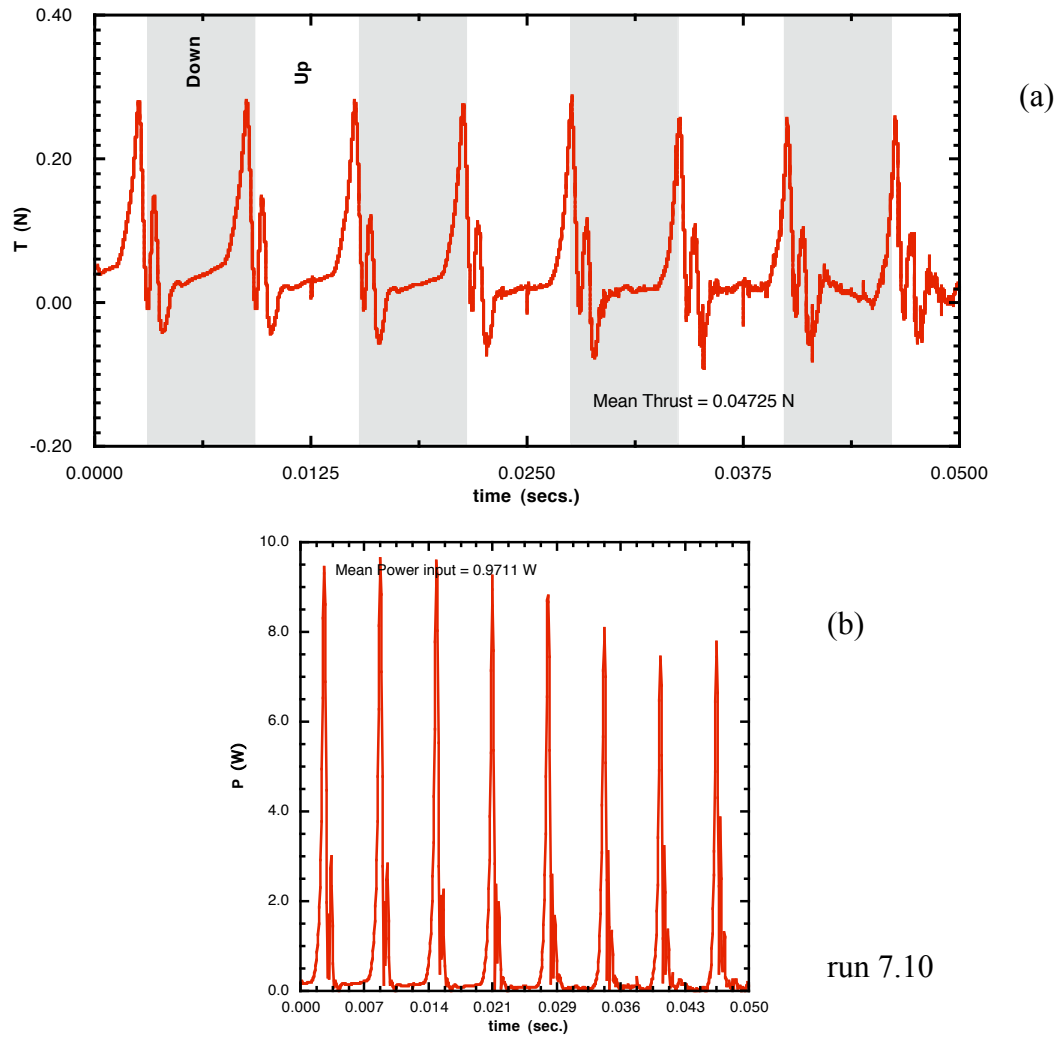 0.40
Down
Up
(a)
0.20
T (N)
0.00
Mean Thrust = 0.04725 N
-0.20
0.0000
0.0125
0.0250
0.0375
0.0500
time (secs.)
10.0
Mean Power input = 0.9711 W
(b)
8.0
6.0
P (W)
4.0
2.0
run 7.10
0.0
0.000
0.007
0.014
0.021
0.029
0.036
0.043
0.050
time (sec.)